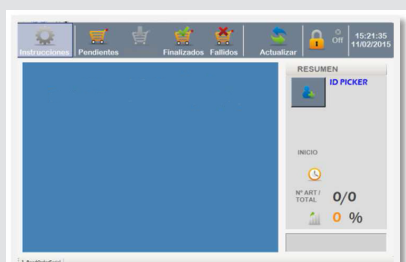 Instrucciones
Pendientes
Finalizados
Fallidos
Actualizar
Off
15:21:35
11/02/2015
RESUMEN
ID PICKER
INICIO
Nº ART /
TOTAL
0/0
0 %